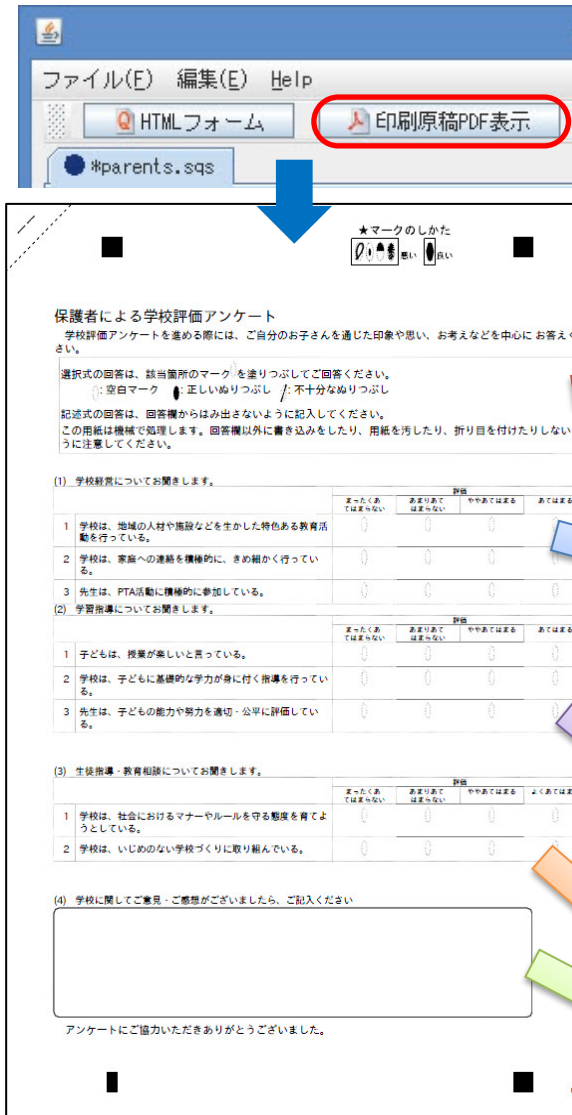 ファイル(F) 編集(E) Help
HTMLフォーム 印刷原稿PDF表示
*parents.sqs
★マークのしかた
悪い 良い
保護者による学校評価アンケート
学校評価アンケートを進める際には、ご自分のお子さんを通じた印象や思い、お考えなどを中心に お答えく
さい。
選択式の回答は、該当箇所のマーク を塗りつぶしてご回答ください。
:空白マーク :正しいぬりつぶし :不十分なぬりつぶし
記述式の回答は、回答欄からはみ出さないように記入してください。
この用紙は機械で処理します。回答欄以外に書き込みをしたり、用紙を汚したり、折り目を付けたりしない
うに注意してください。
(1) 学校経営についてお聞きします。
評価
まったくあ あまりあて ややあてはまる あてはまる
てはまらない はまらない
1 学校は、地域の人材や施設などを生かした特色ある教育活
動を行っている。
2 学校は、家庭への連絡を積極的に、きめ細かく行ってい
る。
3 先生は、PTA活動に積極的に参加している。
(2) 学習指導についてお聞きします。
評価
まったくあ あまりあて ややあてはまる あてはまる
てはまらない はまらない
1 子どもは、授業が楽しいと言っている。
2 学校は、子どもに基礎的な学力が身に付く指導を行ってい
る。
3 先生は、子どもの能力や努力を適切・公平に評価してい
る。
(3) 生徒指導・教育相談についてお聞きします。
評価
まったくあ あまりあて ややあてはまる よくあてはま
てはまらない はまらない
1 学校は、社会におけるマナーやルールを守る態度を育てよ
うとしている。
2 学校は、いじめのない学校づくりに取り組んでいる。
(4) 学校に関してご意見・ご感想がございましたら、ご記入ください
アンケートにご協力いただきありがとうございました。